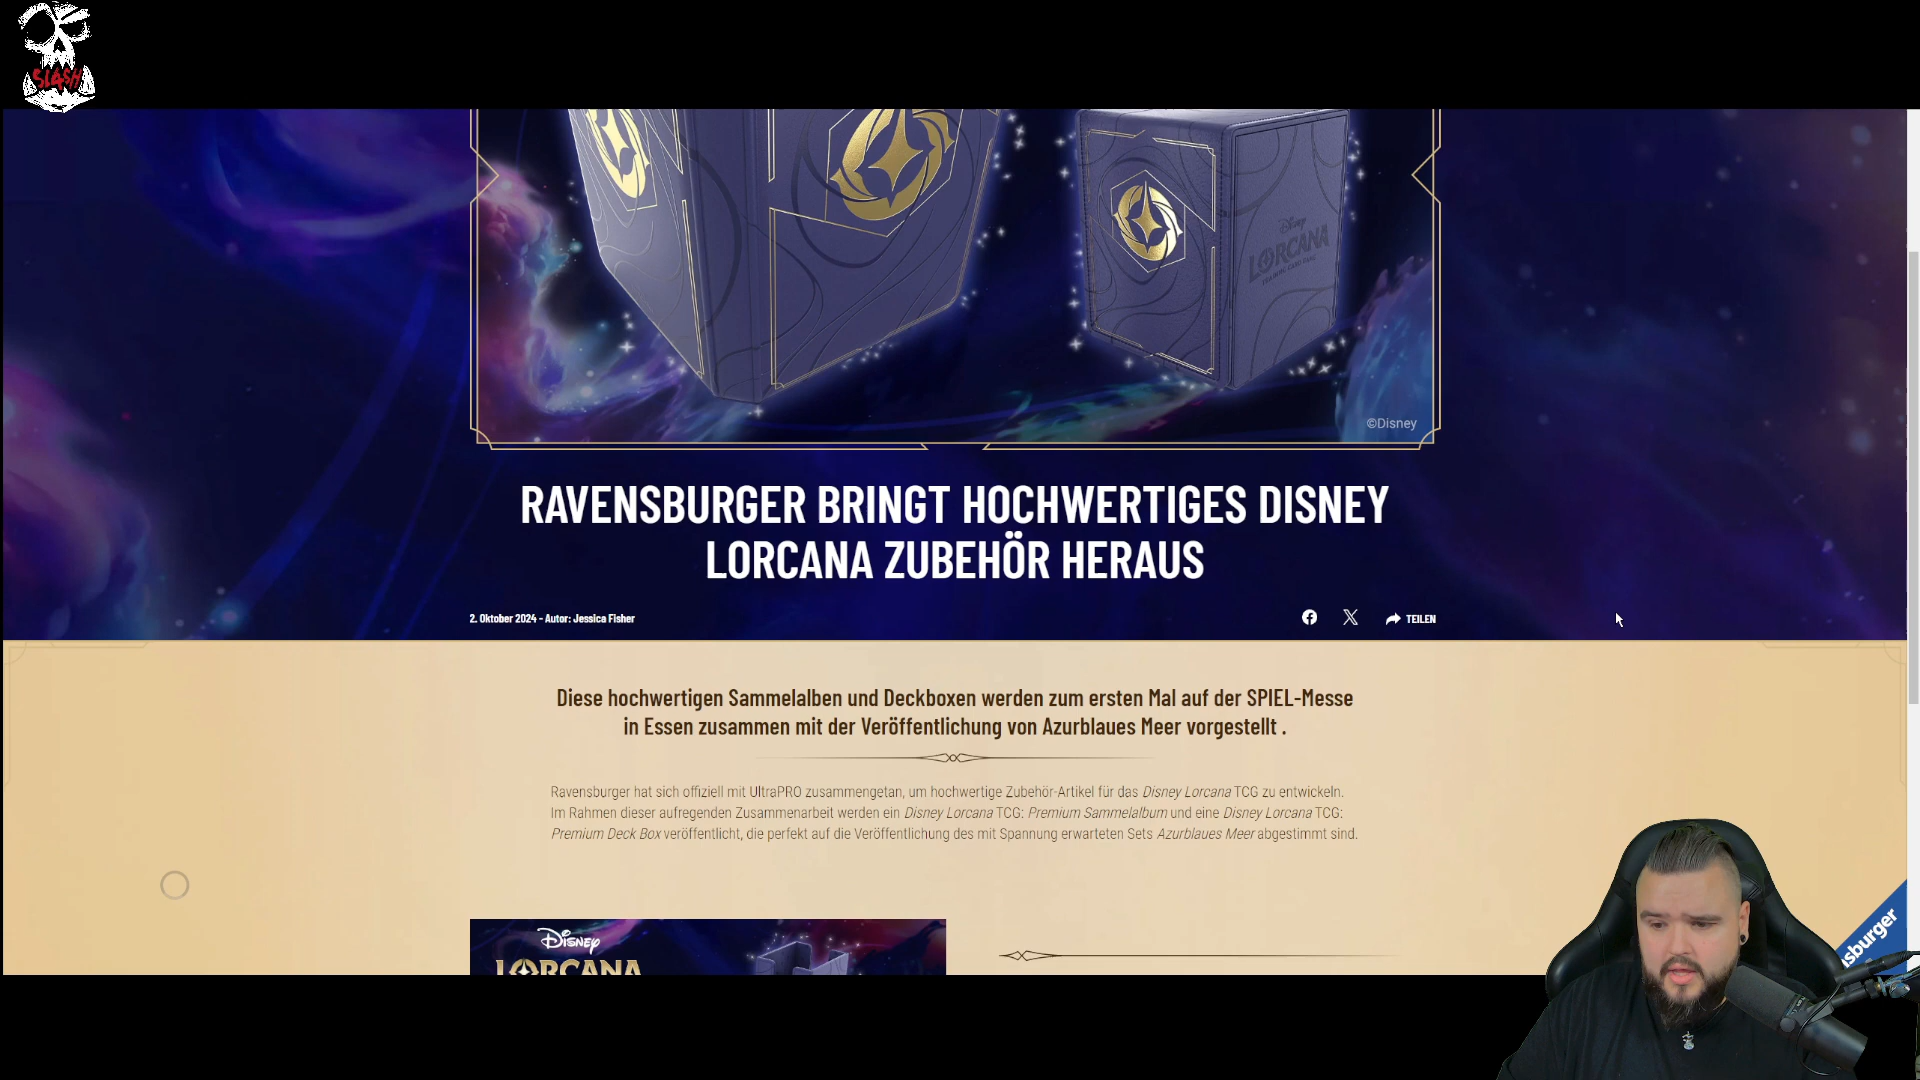 SLASH
Disney
LORCANA
TRADING CARD GAME
©Disney
RAVENSBURGER BRINGT HOCHWERTIGES DISNEY
LORCANA ZUBEHÖR HERAUS
2. Oktober 2024 - Autor: Jessica Fisher
TEILEN
Diese hochwertigen Sammelalben und Deckboxen werden zum ersten Mal auf der SPIEL-Messe
in Essen zusammen mit der Veröffentlichung von Azurblaues Meer vorgestellt .
Ravensburger hat sich offiziell mit UltraPRO zusammengetan, um hochwertige Zubehör-Artikel für das Disney Lorcana TCG zu entwickeln.
Im Rahmen dieser aufregenden Zusammenarbeit werden ein Disney Lorcana TCG: Premium Sammelalbum und eine Disney Lorcana TCG:
Premium Deck Box veröffentlicht, die perfekt auf die Veröffentlichung des mit Spannung erwarteten Sets Azurblaues Meer abgestimmt sind.
Disney
LORCANA
sburger